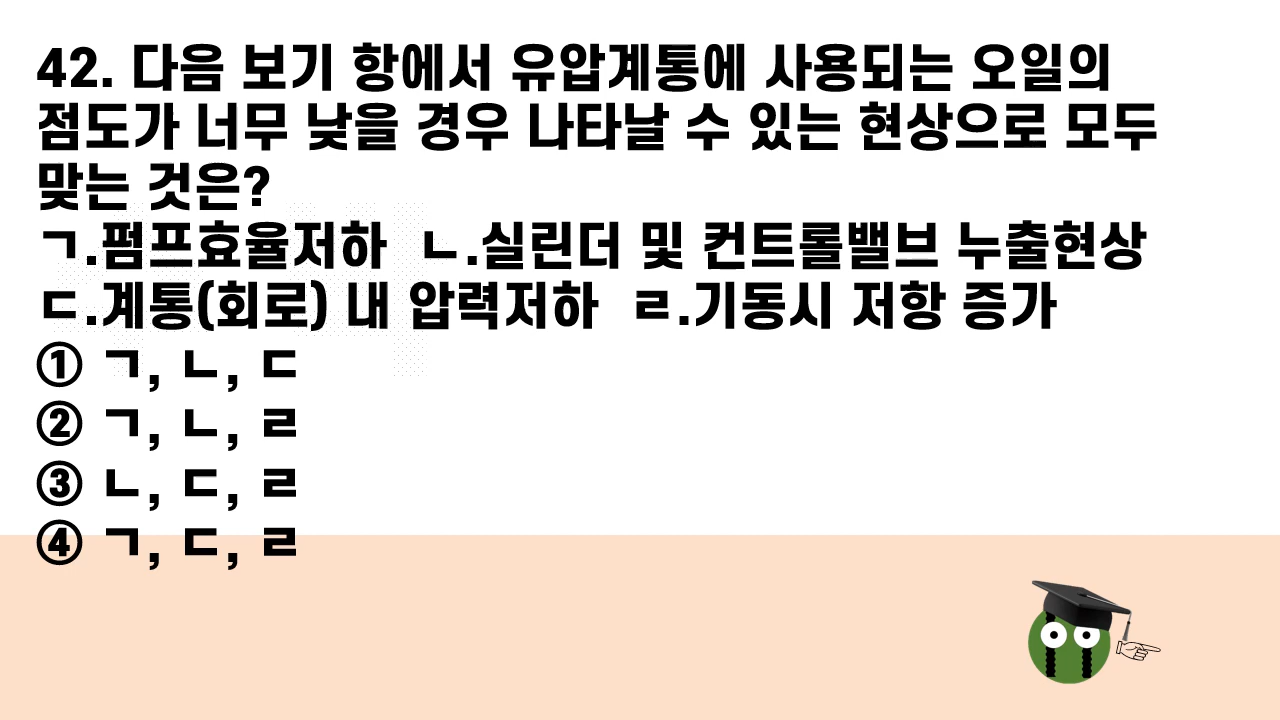 42. 다음 보기 항에서 유압계통에 사용되는 오일의
점도가 너무 낮을 경우 나타날 수 있는 현상으로 모두
맞는 것은?
ㄱ.펌프효율저하 ㄴ.실린더 및 컨트롤밸브 누출현상
ㄷ.계통(회로) 내 압력저하 ㄹ.기동시 저항 증가
① ㄱ, ㄴ, ㄷ
② ㄱ, ㄴ, ㄹ
③ ㄴ, ㄷ, ㄹ
④ ㄱ, ㄷ, ㄹ